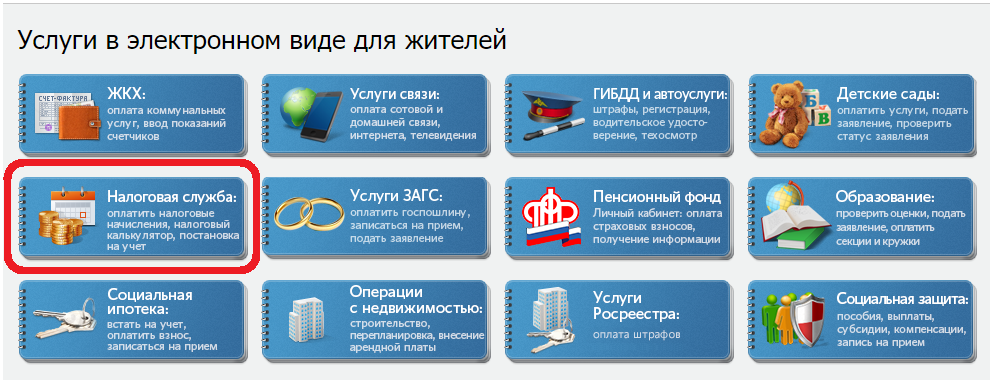 Услуги в электронном виде для жителей
ЖКХ:
оплата коммунальных
услуг, ввод показаний
счетчиков
СЧЕТ-ФАКТУРА
Услуги связи:
оплата сотовой и
домашней связи,
интернета, телевидения
ГИБДД и автоуслуги:
штрафы, регистрация,
водительское удосто-
верение, техосмотр
Детские сады:
оплатить услуги, подать
заявление, проверить
статус заявления
Налоговая служба:
оплатить налоговые
начисления, налоговый
калькулятор, постановка
на учет
Услуги ЗАГС:
оплатить госпошлину,
записаться на прием,
подать заявление
Пенсионный фонд
Личный кабинет: оплата
страховых взносов,
получение информации
Образование:
проверить оценки, подать
заявление, оплатить
секции и кружки
Социальная
ипотека:
встать на учет,
оплатить взнос,
записаться на прием
Операции
с недвижимостью:
строительство,
перепланировка, внесение
арендной платы
Услуги
Росреестра:
оплата штрафов
Социальная защита:
пособия, выплаты,
субсидии, компенсации,
запись на прием